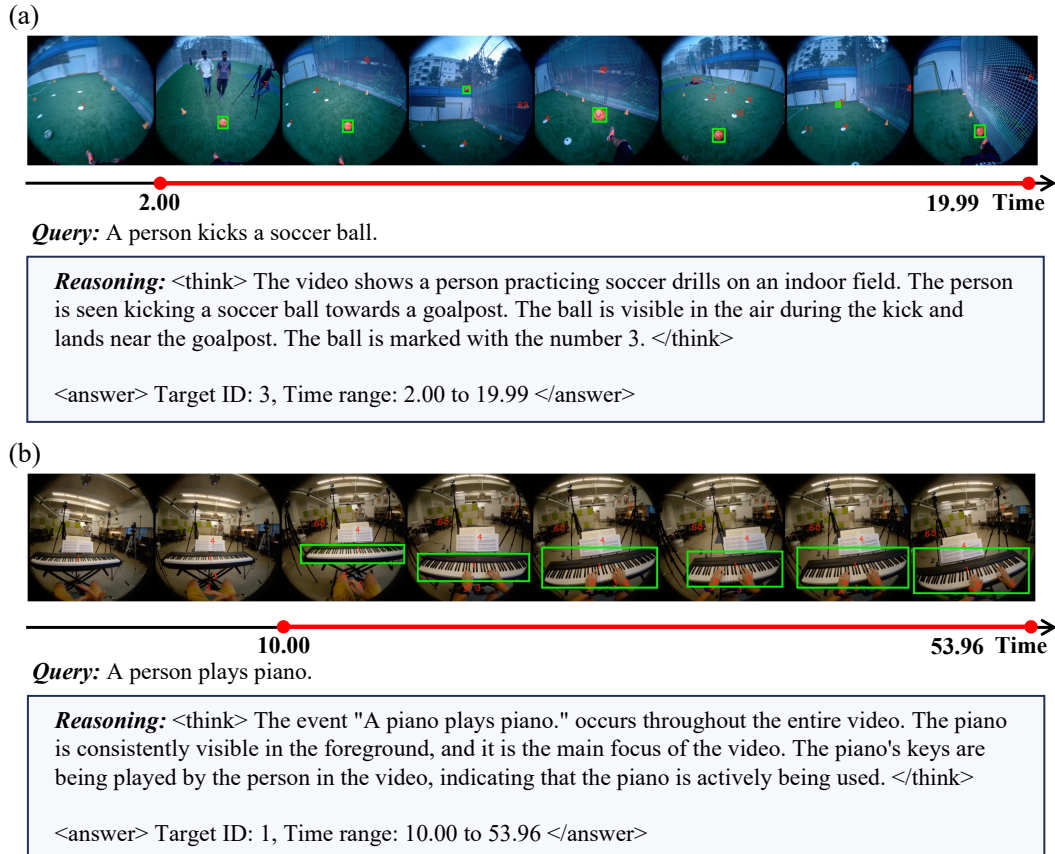 (a)
2.00
19.99 Time
Query: A person kicks a soccer ball.
Reasoning: <think> The video shows a person practicing soccer drills on an indoor field. The person
is seen kicking a soccer ball towards a goalpost. The ball is visible in the air during the kick and
lands near the goalpost. The ball is marked with the number 3. </think>
<answer> Target ID: 3, Time range: 2.00 to 19.99 </answer>
(b)
4
4
4
4
4
10.00
53.96 Time
Query: A person plays piano.
Reasoning: <think> The event "A piano plays piano." occurs throughout the entire video. The piano
is consistently visible in the foreground, and it is the main focus of the video. The piano's keys are
being played by the person in the video, indicating that the piano is actively being used. </think>
<answer> Target ID: 1, Time range: 10.00 to 53.96 </answer>